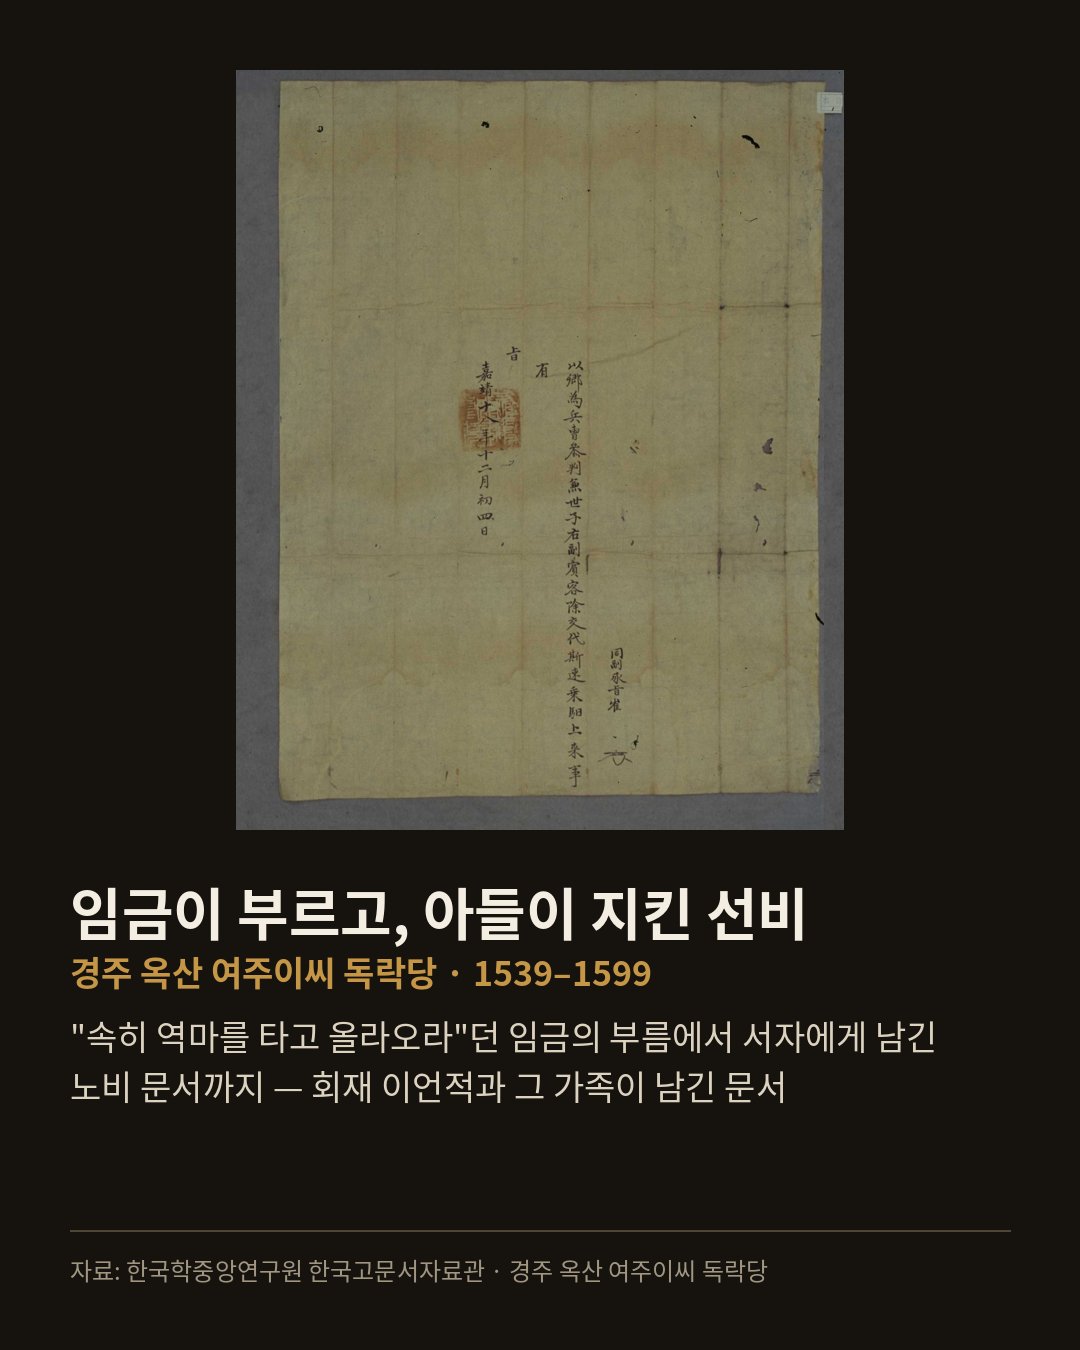 同副承旨崔
以鄕爲兵曹參判兼世子右副賓客除交代斯速乘馹上來事
有
旨
嘉靖十八年十二月初四日
임금이 부르고, 아들이 지킨 선비
경주 옥산 여주이씨 독락당 · 1539–1599
"속히 역마를 타고 올라오라"던 임금의 부름에서 서자에게 남긴
노비 문서까지 — 회재 이언적과 그 가족이 남긴 문서
자료: 한국학중앙연구원 한국고문서자료관 · 경주 옥산 여주이씨 독락당